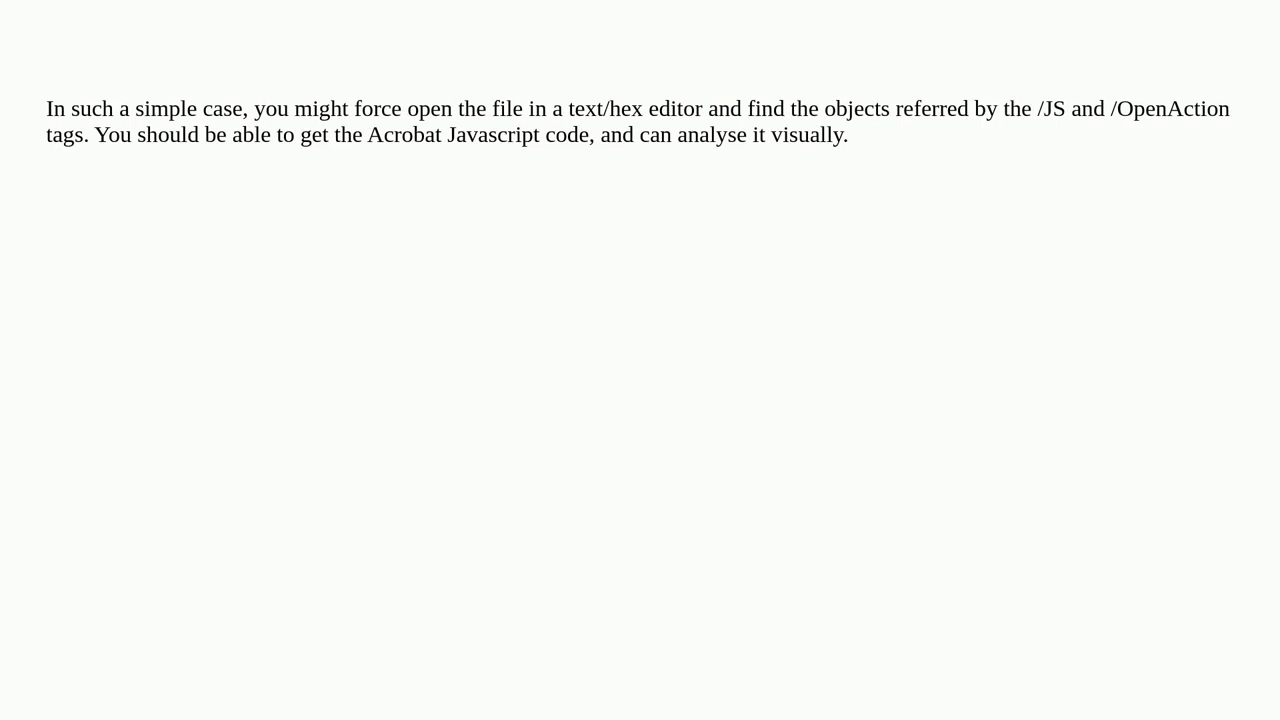 In such a simple case, you might force open the file in a text/hex editor and find the objects referred by the /JS and /OpenAction
tags. You should be able to get the Acrobat Javascript code, and can analyse it visually.